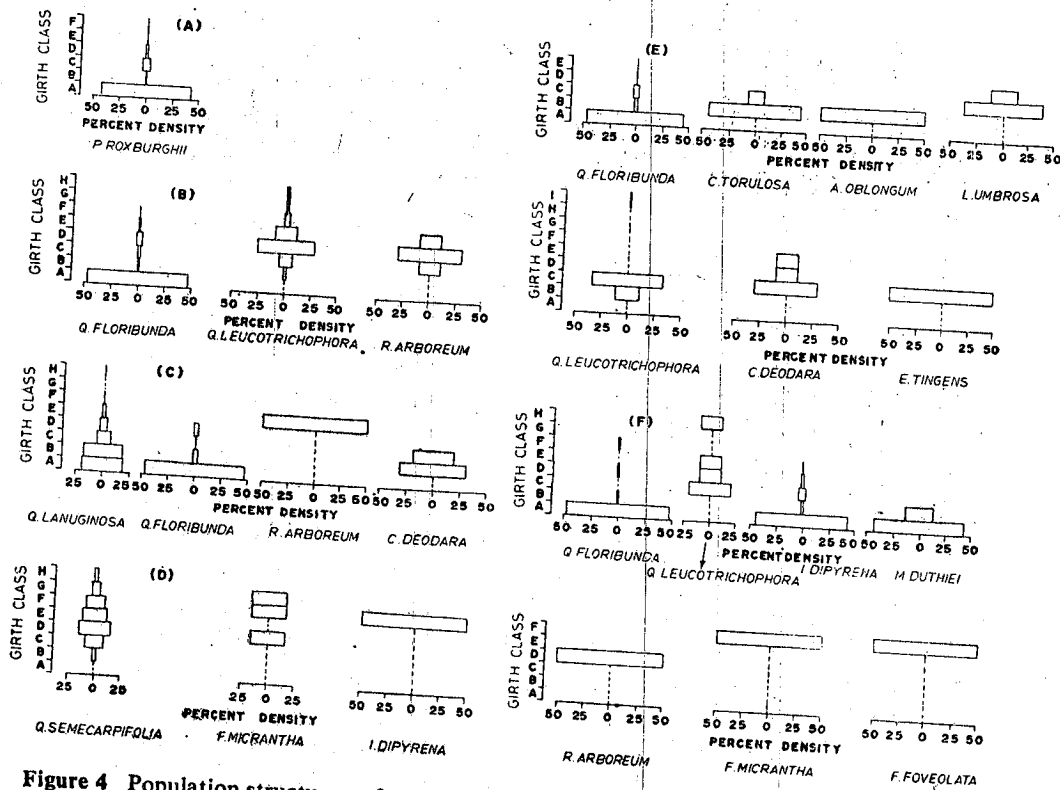 (A)
GIRTH CLASS
F
E
D
C
B
A
50 25 0 25 50
PERCENT DENSITY
P. ROXBURGHII
(B)
GIRTH CLASS
H
G
F
E
D
C
B
A
50 25 0 25 50
50 25 0 25 50
50 25 0 25 50
PERCENT DENSITY
Q. FLORIBUNDA
Q. LEUCOTRICHOPHORA
R. ARBOREUM
(C)
GIRTH CLASS
H
G
F
E
D
C
B
A
25 0 25
50 25 0 25 50
50 25 0 25 50
50 25 0 25 50
PERCENT DENSITY
Q. LANUGINOSA
Q. FLORIBUNDA
R. ARBOREUM
C. DEODARA
(D)
GIRTH CLASS
H
G
F
E
D
C
B
A
25 0 25
25 0 25
50 25 0 25 50
PERCENT DENSITY
Q. SEMECARPIFOLIA
F. MICRANTHA
I. DIPYRENA
(E)
GIRTH CLASS
E
D
C
B
A
50 25 0 25 50
50 25 0 25 50
50 25 0 25 50
50 25 0 25 50
PERCENT DENSITY
Q. FLORIBUNDA
C. TORULOSA
A. OBLONGUM
L. UMBROSA
GIRTH CLASS
I
H
G
F
E
D
C
B
A
50 25 0 25 50
50 25 0 25 50
50 25 0 25 50
PERCENT DENSITY
Q. LEUCOTRICHOPHORA
C. DEODARA
E. TINGENS
(F)
GIRTH CLASS
H
G
F
E
D
C
B
A
50 25 0 25 50
25 0 25
50 25 0 25 50
50 25 0 25 50
PERCENT DENSITY
Q. FLORIBUNDA
Q. LEUCOTRICHOPHORA
I. DIPYRENA
M. DUTHIEI
GIRTH CLASS
F
E
D
C
B
A
50 25 0 25 50
50 25 0 25 50
50 25 0 25 50
PERCENT DENSITY
R. ARBOREUM
F. MICRANTHA
F. FOVEOLATA
Figure 4 Population structure